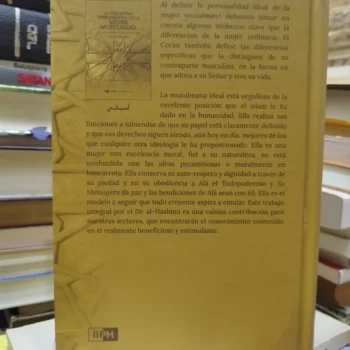 LA PERSONALIDAD
MUJER
MUSULMANA
Al definir la personalidad ideal de la
mujer musulmana debemos tomar en
cuenta algunos atributos clave que
la diferencian de la mujer ordinaria. El
Corán también define las diferencias
específicas que la distinguen de su
contraparte masculina, en la forma en
que adora a su Señor y vive su vida.
La musulmana ideal está orgullosa de la
excelente posición que el islam le ha
dado en la humanidad. Ella realiza sus
funciones a sabiendas de que su papel está claramente definido
y que sus derechos siguen siendo, aún hoy en día, mejores de los
que cualquier otra ideología le ha proporcionado. Ella es una
mujer con excelencia moral, fiel a su naturaleza, no está
confundida con las ideas pecaminosas o moralmente en
bancarrota. Ella conserva su auto-respeto y dignidad a través de
su piedad y en su obediencia a Alá el Todopoderoso y Su
Mensajero (la paz y las bendiciones de Alá sean con él). Ella es el
modelo a seguir que todo creyente aspira a emular. Este trabajo
integral por el Dr. al-Hashimi es una valiosa contribución para
nuestros lectores, que encontrarán el conocimiento contenido
en él realmente beneficioso y estimulante.
IIPH